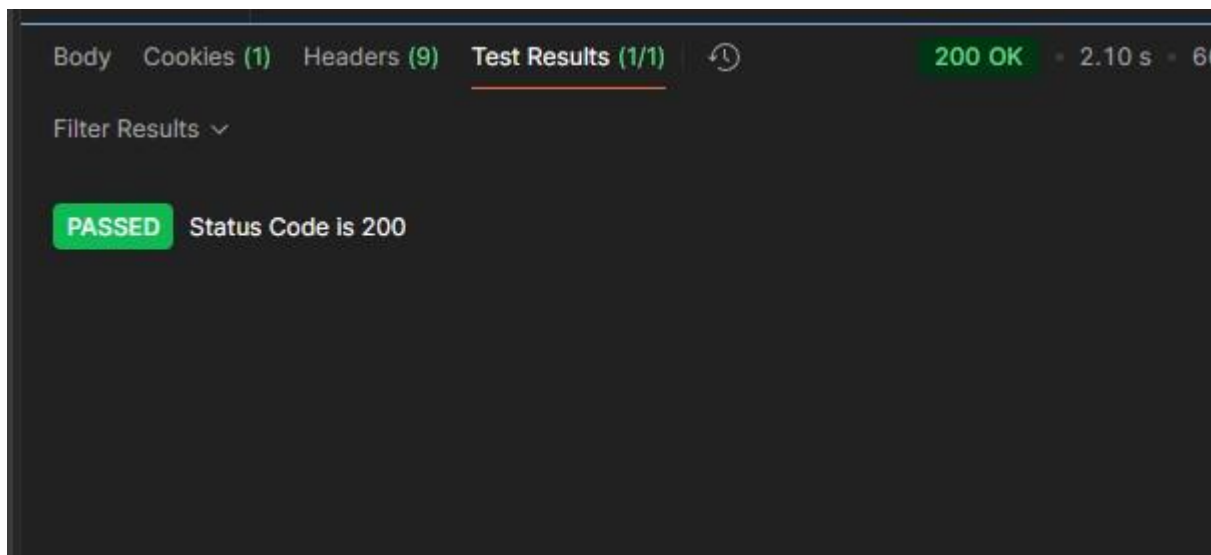 Body Cookies (1) Headers (9) Test Results (1/1) 200 OK • 2.10 s •
Filter Results
PASSED Status Code is 200